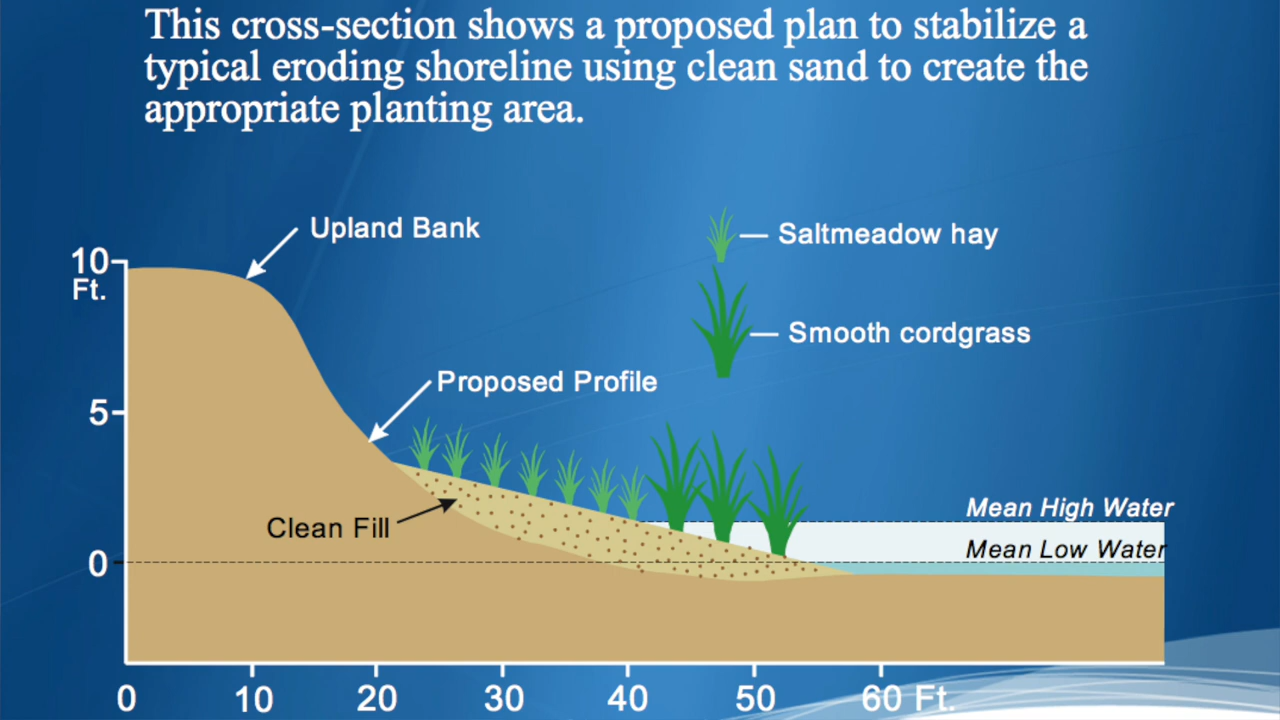 This cross-section shows a proposed plan to stabilize a
typical eroding shoreline using clean sand to create the
appropriate planting area.
Upland Bank
Saltmeadow hay
10
Ft.
Smooth cordgrass
Proposed Profile
5
Mean High Water
Clean Fill
Mean Low Water
0
0 10 20 30 40 50 60 Ft.